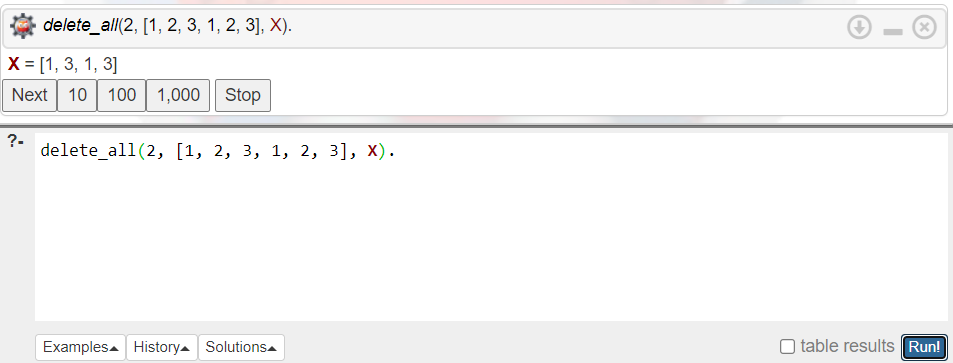 delete_all(2, [1, 2, 3, 1, 2, 3], X).
X = [1, 3, 1, 3]
Next 10 100 1,000 Stop
?- delete_all(2, [1, 2, 3, 1, 2, 3], X).
Examples▲ History▲ Solutions▲ table results Run!